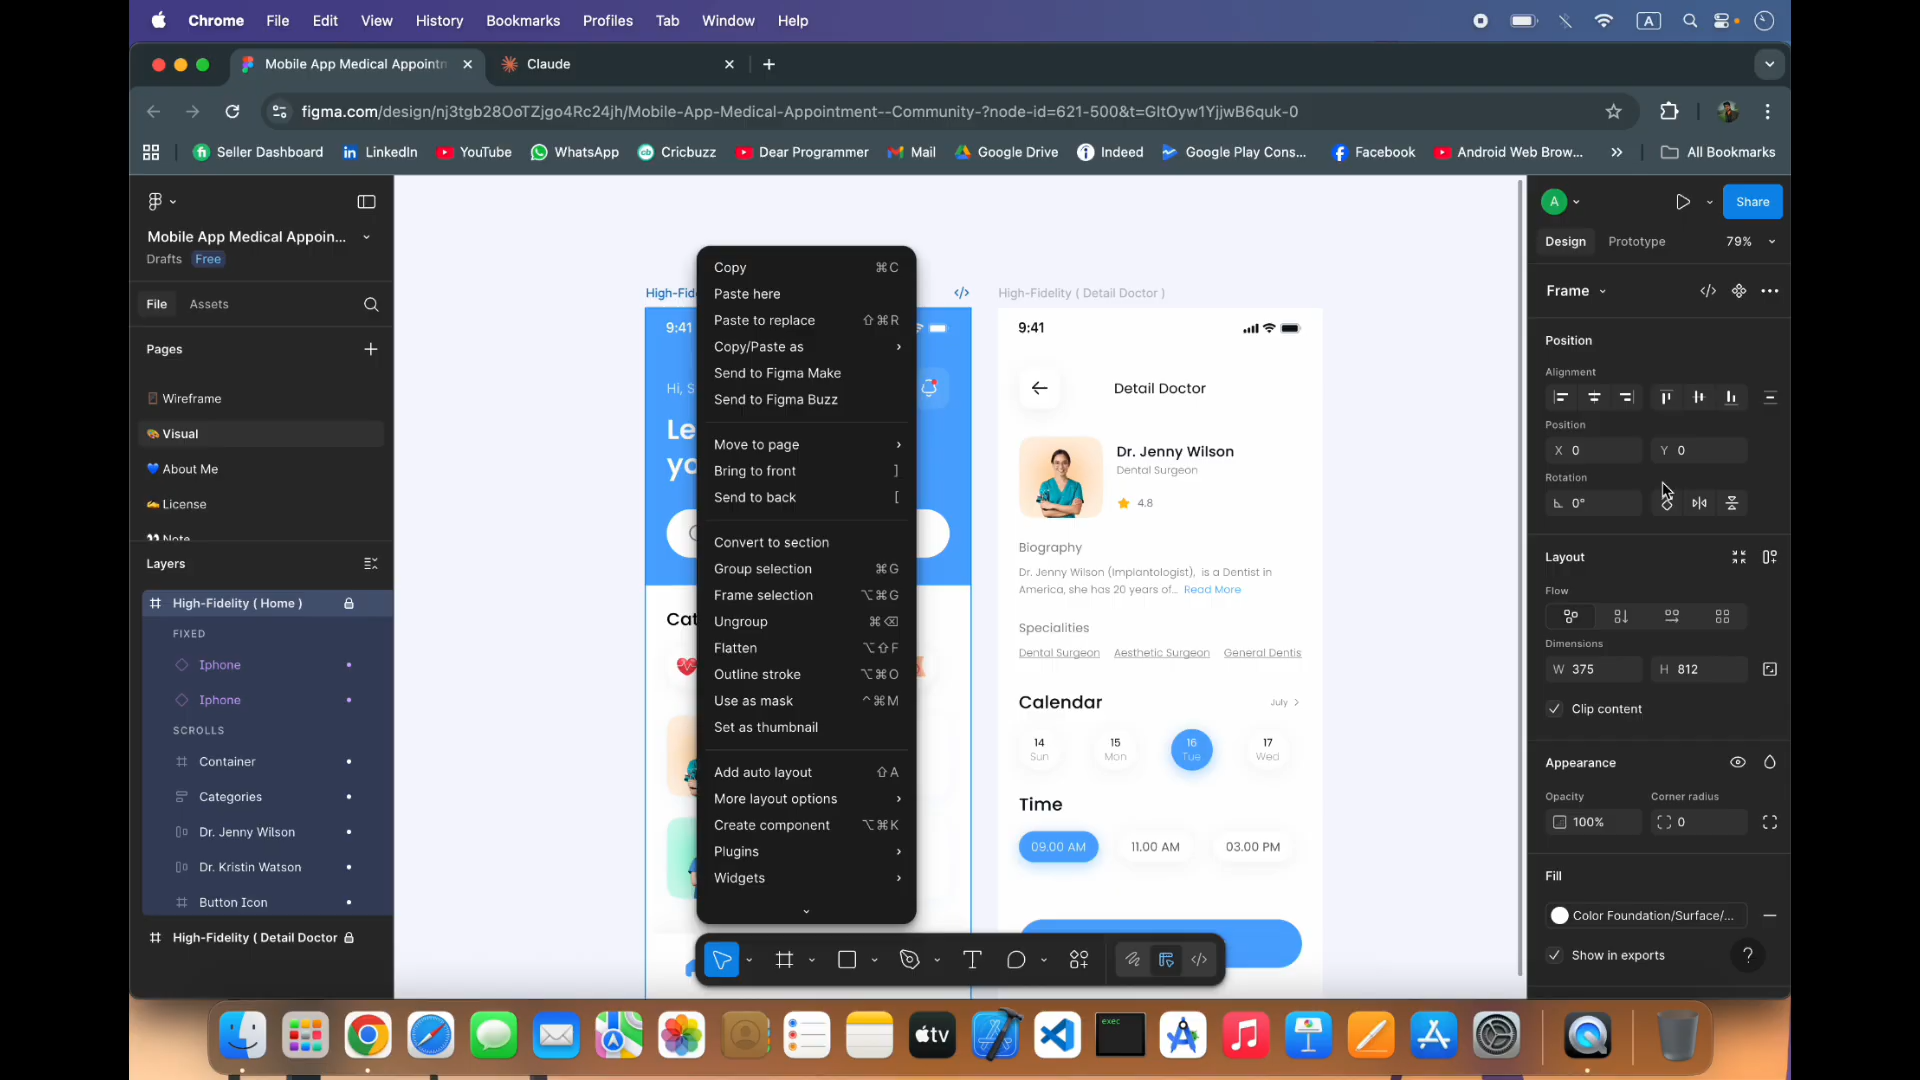 Chrome File Edit View History Bookmarks Profiles Tab Window Help A
Mobile App Medical Appointm
Claude
figma.com/design/nj3tgb28OoTZjgo4Rc24jh/Mobile-App-Medical-Appointment--Community-?node-id=621-500&t=GltOyw1YjjwB6quk-0
Seller Dashboard LinkedIn YouTube WhatsApp Cricbuzz Dear Programmer Mail Google Drive Indeed Google Play Cons... Facebook Android Web Brow... » All Bookmarks
Mobile App Medical Appoin...
Drafts Free
File Assets
Pages
Wireframe
Visual
About Me
License
Note
Layers
High-Fidelity ( Home )
FIXED
Iphone
Iphone
SCROLLS
Container
Categories
Dr. Jenny Wilson
Dr. Kristin Watson
Button Icon
High-Fidelity ( Detail Doctor
High-Fid
9:41
Hi, S
Le
yo
Cat
Copy ⌘C
Paste here
Paste to replace ⇧⌘R
Copy/Paste as
Send to Figma Make
Send to Figma Buzz
Move to page
Bring to front ]
Send to back [
Convert to section
Group selection ⌘G
Frame selection ⌥⌘G
Ungroup ⌘⌫
Flatten ⌥⇧F
Outline stroke ⌥⌘O
Use as mask ^⌘M
Set as thumbnail
Add auto layout ⇧A
More layout options
Create component ⌥⌘K
Plugins
Widgets
High-Fidelity ( Detail Doctor )
9:41
Detail Doctor
Dr. Jenny Wilson
Dental Surgeon
4.8
Biography
Dr. Jenny Wilson (Implantologist), is a Dentist in
America, she has 20 years of... Read More
Specialities
Dental Surgeon Aesthetic Surgeon General Dentis
Calendar July
14 15 16 17
Sun Mon Tue Wed
Time
09.00 AM 11.00 AM 03.00 PM
A Share
Design Prototype 79%
Frame
Position
Alignment
Position
X 0 Y 0
Rotation
0°
Layout
Flow
Dimensions
W 375 H 812
Clip content
Appearance
Opacity Corner radius
100% 0
Fill
Color Foundation/Surface/...
Show in exports ?
tv
exec